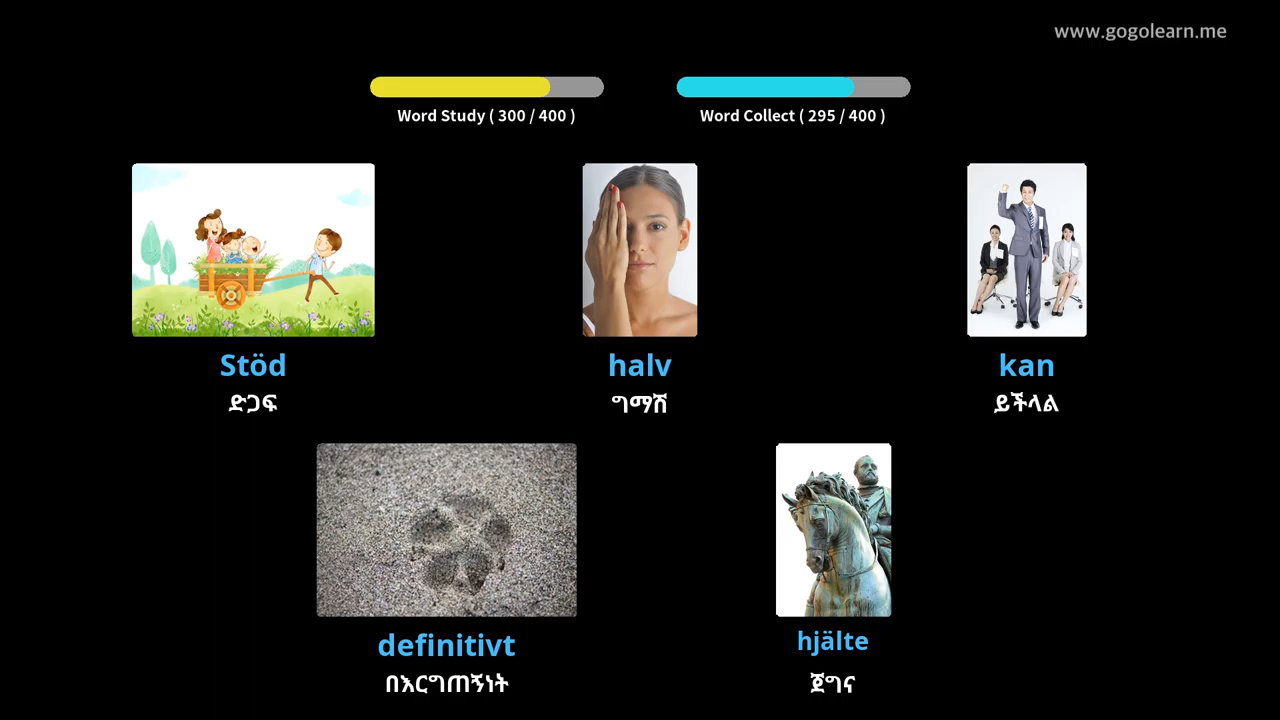 www.gogolearn.me
Word Study ( 300 / 400 )
Word Collect ( 295 / 400 )
Stöd
ድጋፍ
halv
ግማሽ
kan
ይችላል
definitivt
በእርግጠኝነት
hjälte
ጀግና